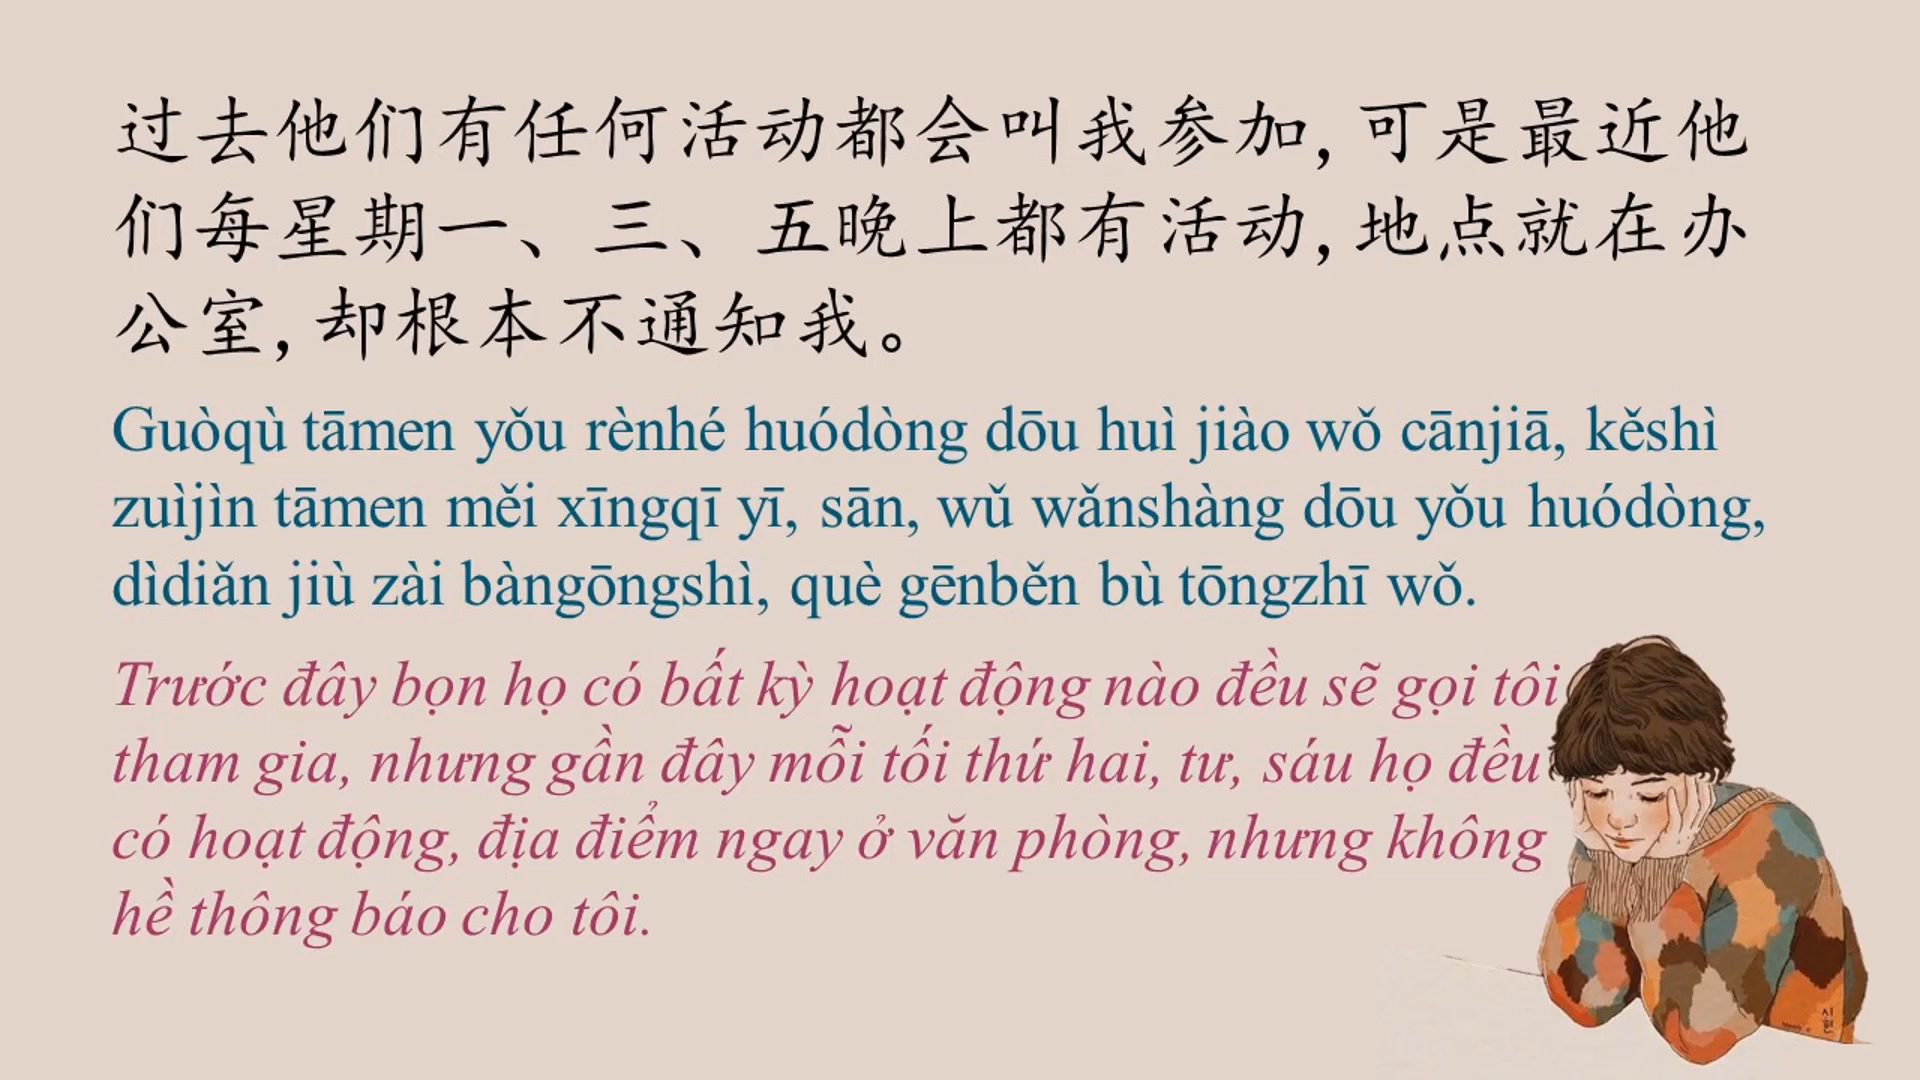 过去他们有任何活动都会叫我参加,可是最近他
们每星期一、三、五晚上都有活动,地点就在办
公室,却根本不通知我。
Guòqù tāmen yǒu rènhé huódòng dōu huì jiào wǒ cānjiā, kěshì
zuìjìn tāmen měi xīngqī yī, sān, wǔ wǎnshàng dōu yǒu huódòng,
dìdiǎn jiù zài bàngōngshì, què gēnběn bù tōngzhī wǒ.
Trước đây bọn họ có bất kỳ hoạt động nào đều sẽ gọi tôi
tham gia, nhưng gần đây mỗi tối thứ hai, tư, sáu họ đều
có hoạt động, địa điểm ngay ở văn phòng, nhưng không
hề thông báo cho tôi.